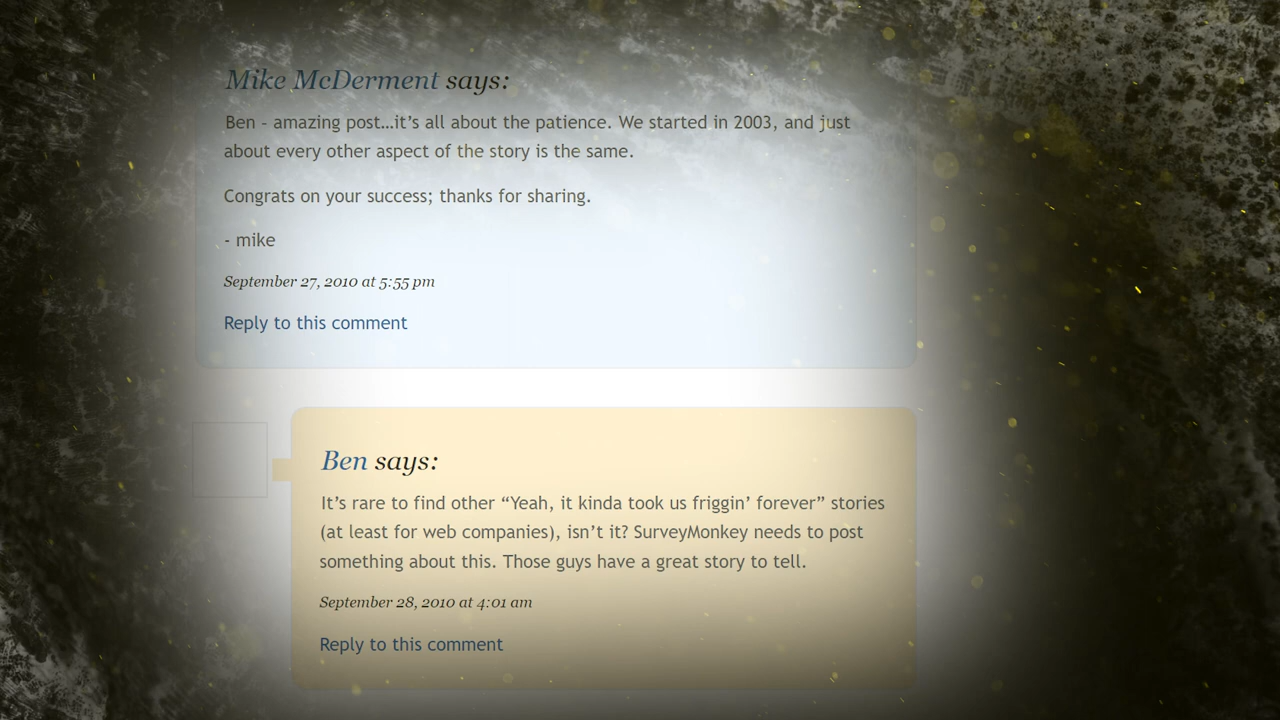 Mike McDerment says:
Ben - amazing post…it’s all about the patience. We started in 2003, and just
about every other aspect of the story is the same.
Congrats on your success; thanks for sharing.
- mike
September 27, 2010 at 5:55 pm
Reply to this comment
Ben says:
It’s rare to find other “Yeah, it kinda took us friggin’ forever” stories
(at least for web companies), isn’t it? SurveyMonkey needs to post
something about this. Those guys have a great story to tell.
September 28, 2010 at 4:01 am
Reply to this comment